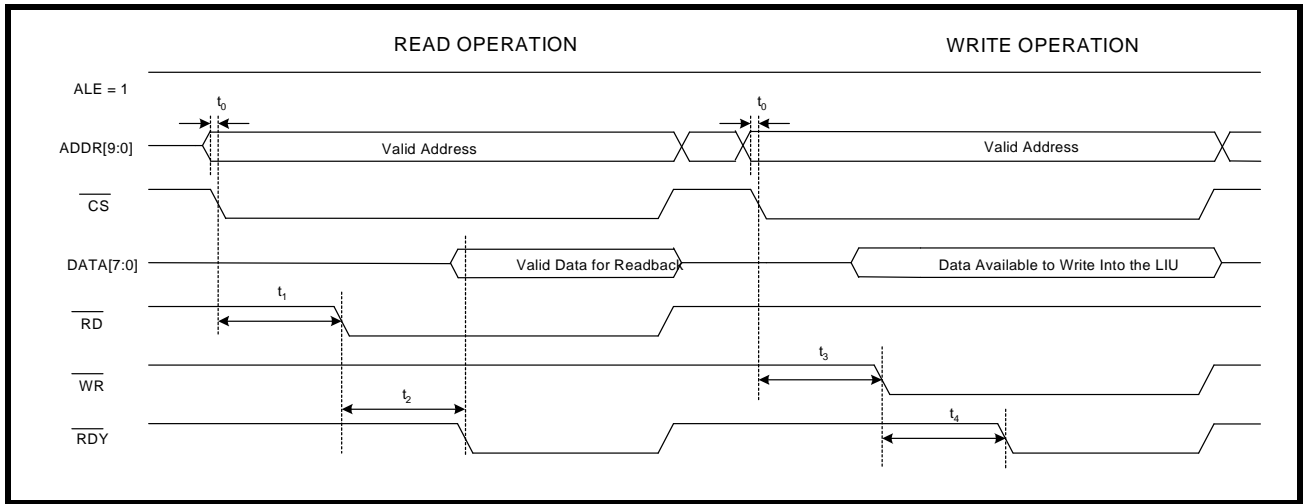 READ OPERATION
WRITE OPERATION
ALE = 1
t0
t0
ADDR[9:0]
Valid Address
Valid Address
CS
DATA[7:0]
Valid Data for Readback
Data Available to Write Into the LIU
t1
RD
t3
WR
t2
t4
RDY